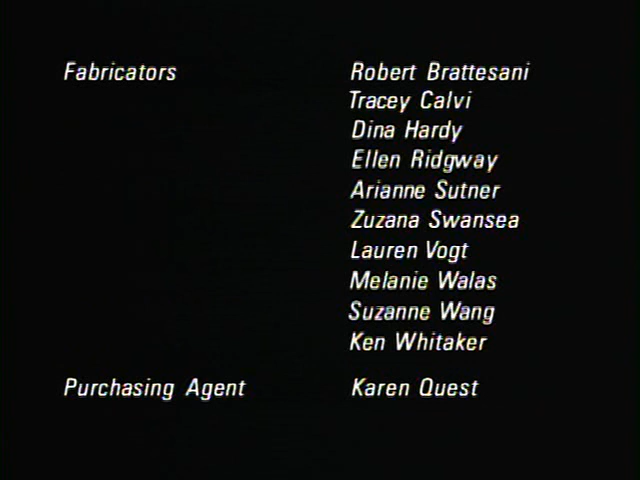 Fabricators Robert Brattesani
Tracey Calvi
Dina Hardy
Ellen Ridgway
Arianne Sutner
Zuzana Swansea
Lauren Vogt
Melanie Walas
Suzanne Wang
Ken Whitaker
Purchasing Agent Karen Quest